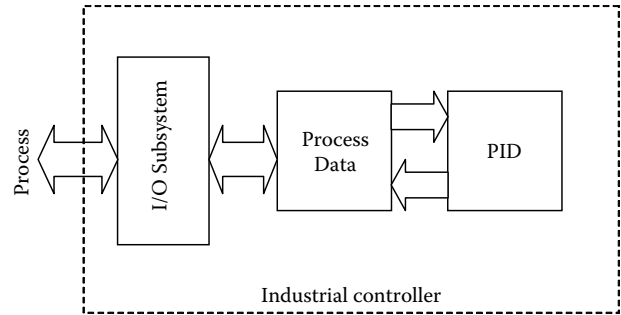 Process
I/O Subsystem
Process
Data
PID
Industrial controller